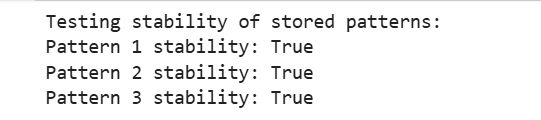 Testing stability of stored patterns:
Pattern 1 stability: True
Pattern 2 stability: True
Pattern 3 stability: True